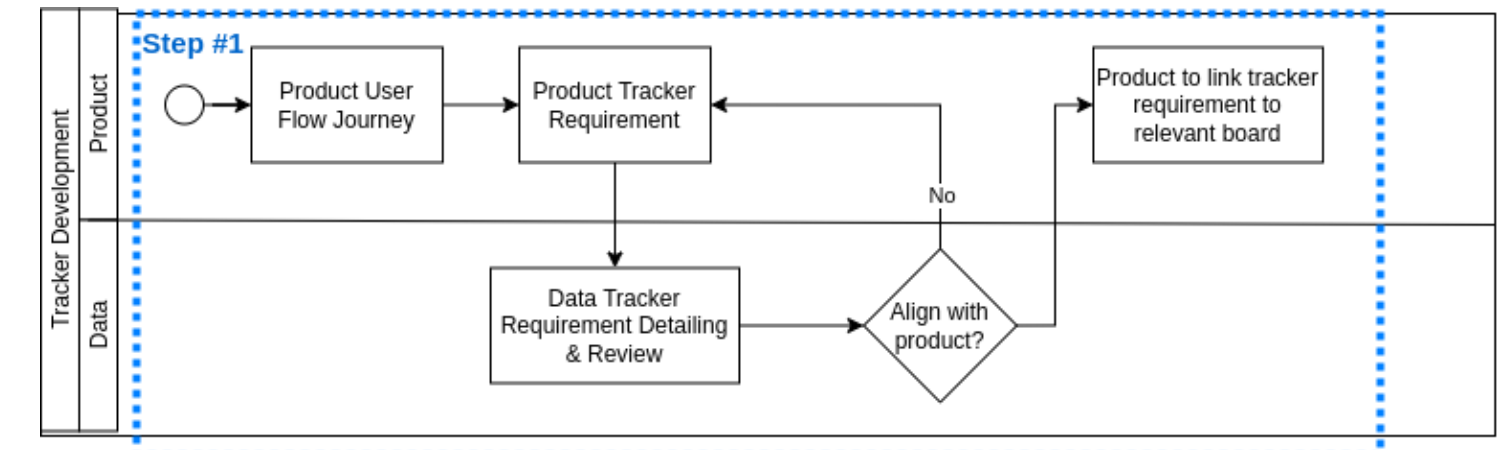 Tracker Development
Product
Data
Step #1
Product User
Flow Journey
Product Tracker
Requirement
Product to link tracker
requirement to
relevant board
No
Data Tracker
Requirement Detailing
& Review
Align with
product?